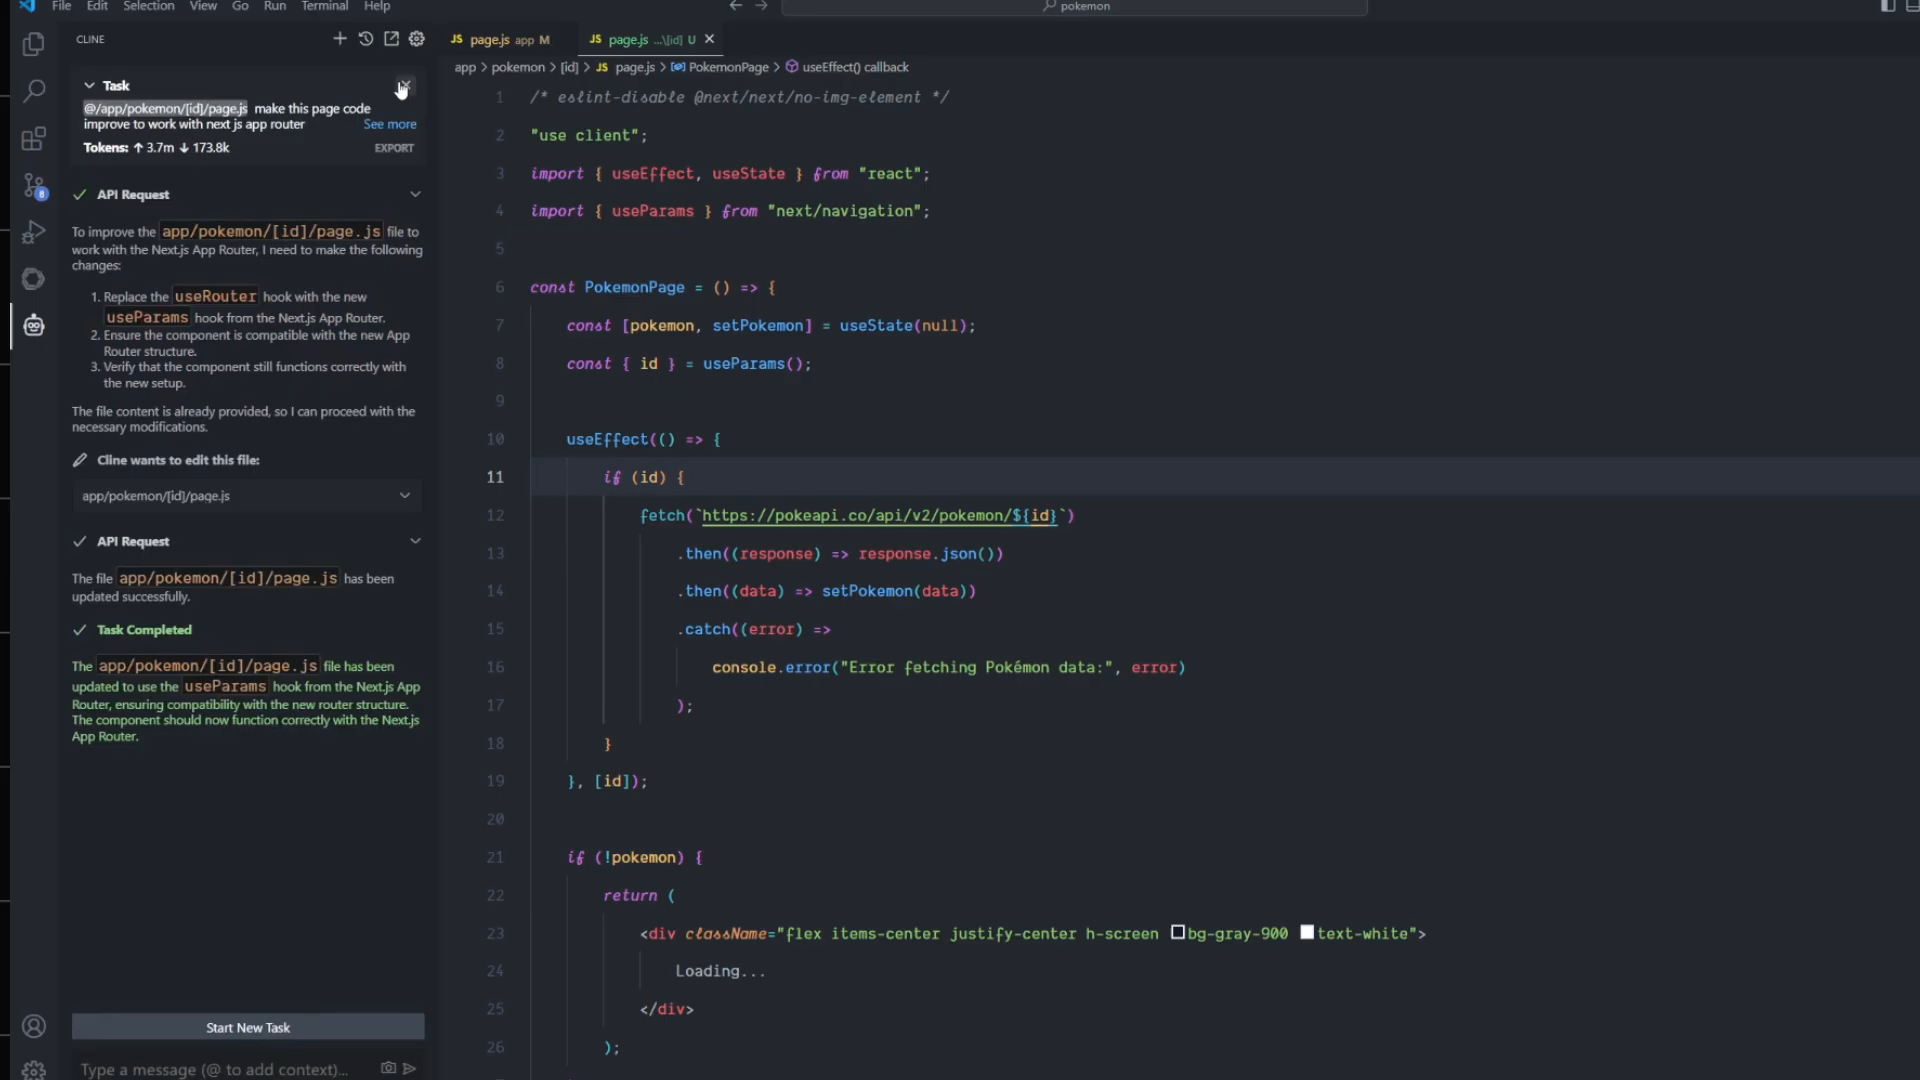 File Edit Selection View Go Run Terminal Help
pokemon
CLINE
JS page.js app M
JS page.js ...\[id] U
app > pokemon > [id] > JS page.js > PokemonPage > useEffect() callback
Task
@/app/pokemon/[id]/page.js make this page code
improve to work with next js app router
See more
Tokens: ↑ 3.7m ↓ 173.8k
EXPORT
API Request
To improve the app/pokemon/[id]/page.js file to
work with the Next.js App Router, I need to make the following
changes:
1. Replace the useRouter hook with the new
useParams hook from the Next.js App Router.
2. Ensure the component is compatible with the new App
Router structure.
3. Verify that the component still functions correctly with
the new setup.
The file content is already provided, so I can proceed with the
necessary modifications.
Cline wants to edit this file:
app/pokemon/[id]/page.js
API Request
The file app/pokemon/[id]/page.js has been
updated successfully.
Task Completed
The app/pokemon/[id]/page.js file has been
updated to use the useParams hook from the Next.js App
Router, ensuring compatibility with the new router structure.
The component should now function correctly with the Next.js
App Router.
Start New Task
Type a message (@ to add context)...
8
1 /* eslint-disable @next/next/no-img-element */
2 "use client";
3 import { useEffect, useState } from "react";
4 import { useParams } from "next/navigation";
5
6 const PokemonPage = () => {
7 const [pokemon, setPokemon] = useState(null);
8 const { id } = useParams();
9
10 useEffect(() => {
11 if (id) {
12 fetch(`https://pokeapi.co/api/v2/pokemon/${id}`)
13 .then((response) => response.json())
14 .then((data) => setPokemon(data))
15 .catch((error) =>
16 console.error("Error fetching Pokémon data:", error)
17 );
18 }
19 }, [id]);
20
21 if (!pokemon) {
22 return (
23 <div className="flex items-center justify-center h-screen bg-gray-900 text-white">
24 Loading...
25 </div>
26 );